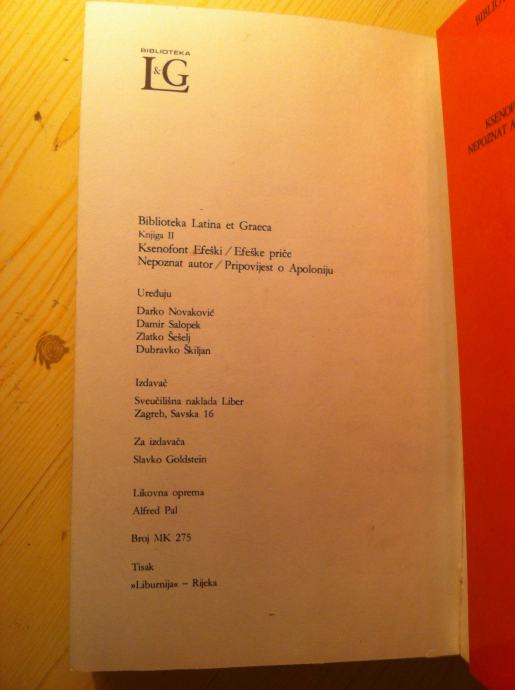 BIBLIOTEKA
L&G
Biblioteka Latina et Graeca
Knjiga II
Ksenofont Efeški / Efeške priče
Nepoznat autor / Pripovijest o Apoloniju
Uređuju
Darko Novaković
Damir Salopek
Zlatko Šešelj
Dubravko Škiljan
Izdavač
Sveučilišna naklada Liber
Zagreb, Savska 16
Za izdavača
Slavko Goldstein
Likovna oprema
Alfred Pal
Broj MK 275
Tisak
»Liburnija« – Rijeka
NEPOZNAT